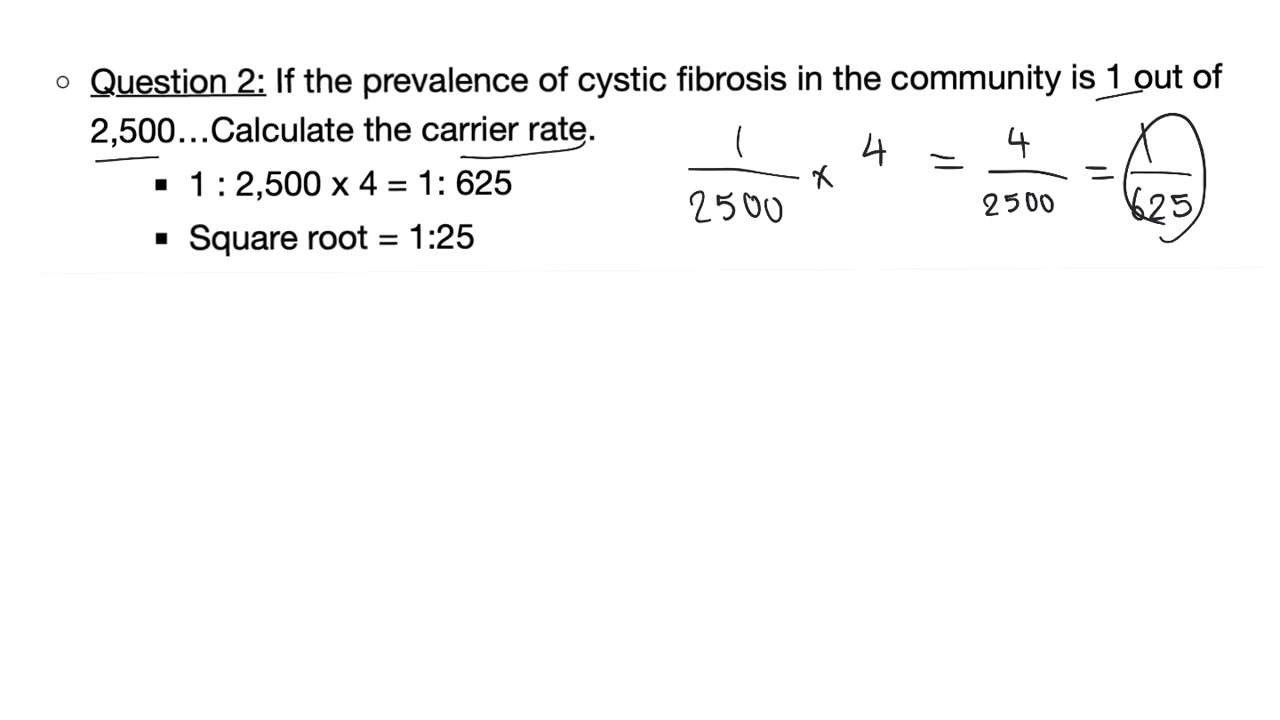 ○ Question 2: If the prevalence of cystic fibrosis in the community is 1 out of
2,500...Calculate the carrier rate.
▪ 1 : 2,500 x 4 = 1: 625
▪ Square root = 1:25
1/2500 x 4 = 4/2500 = 1/625